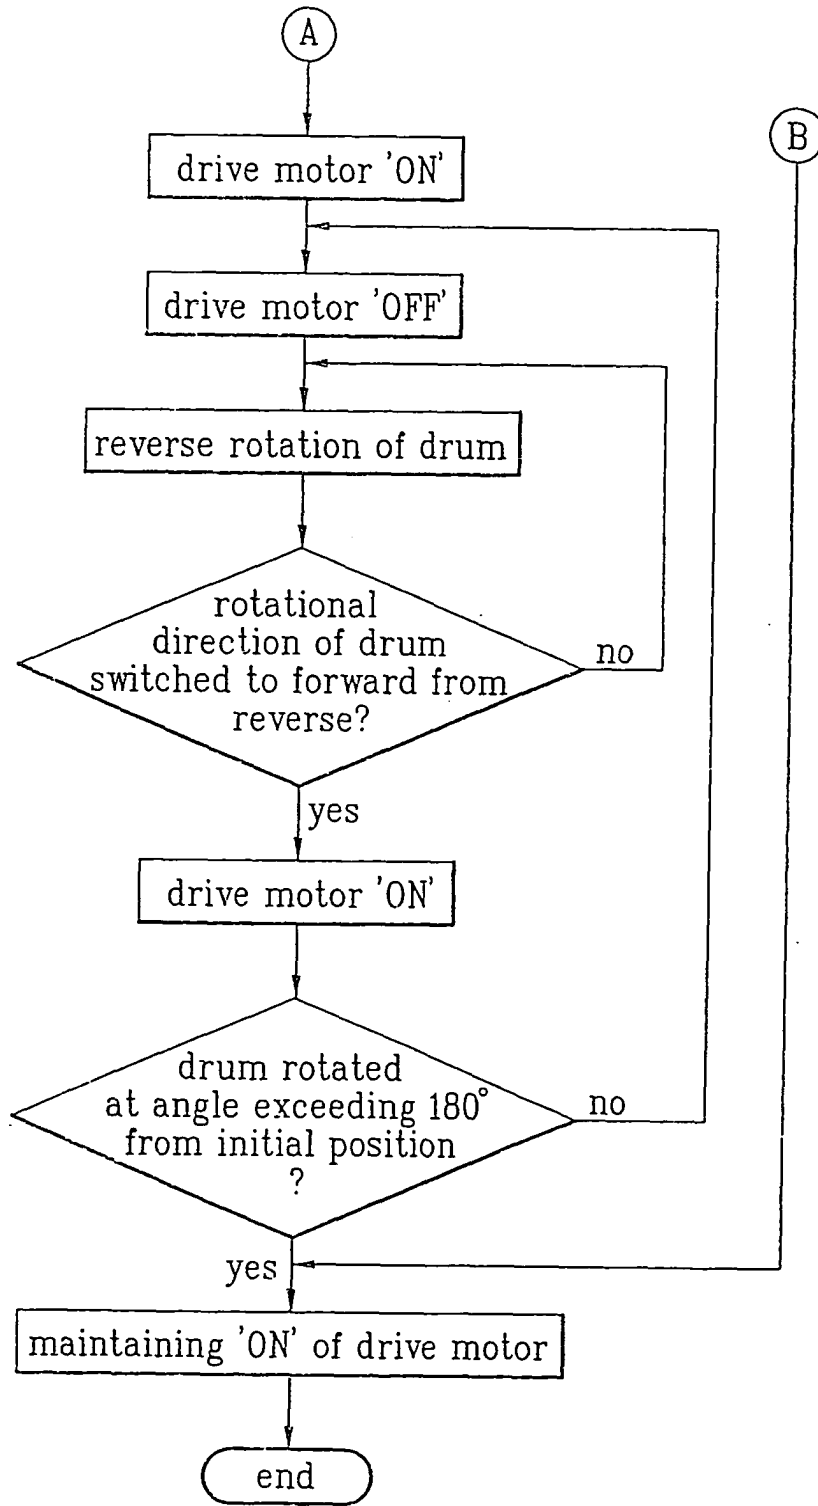 A
B
drive motor 'ON'
drive motor 'OFF'
reverse rotation of drum
rotational
direction of drum
switched to forward from
reverse?
no
yes
drive motor 'ON'
drum rotated
at angle exceeding 180°
from initial position
?
no
yes
maintaining 'ON' of drive motor
end